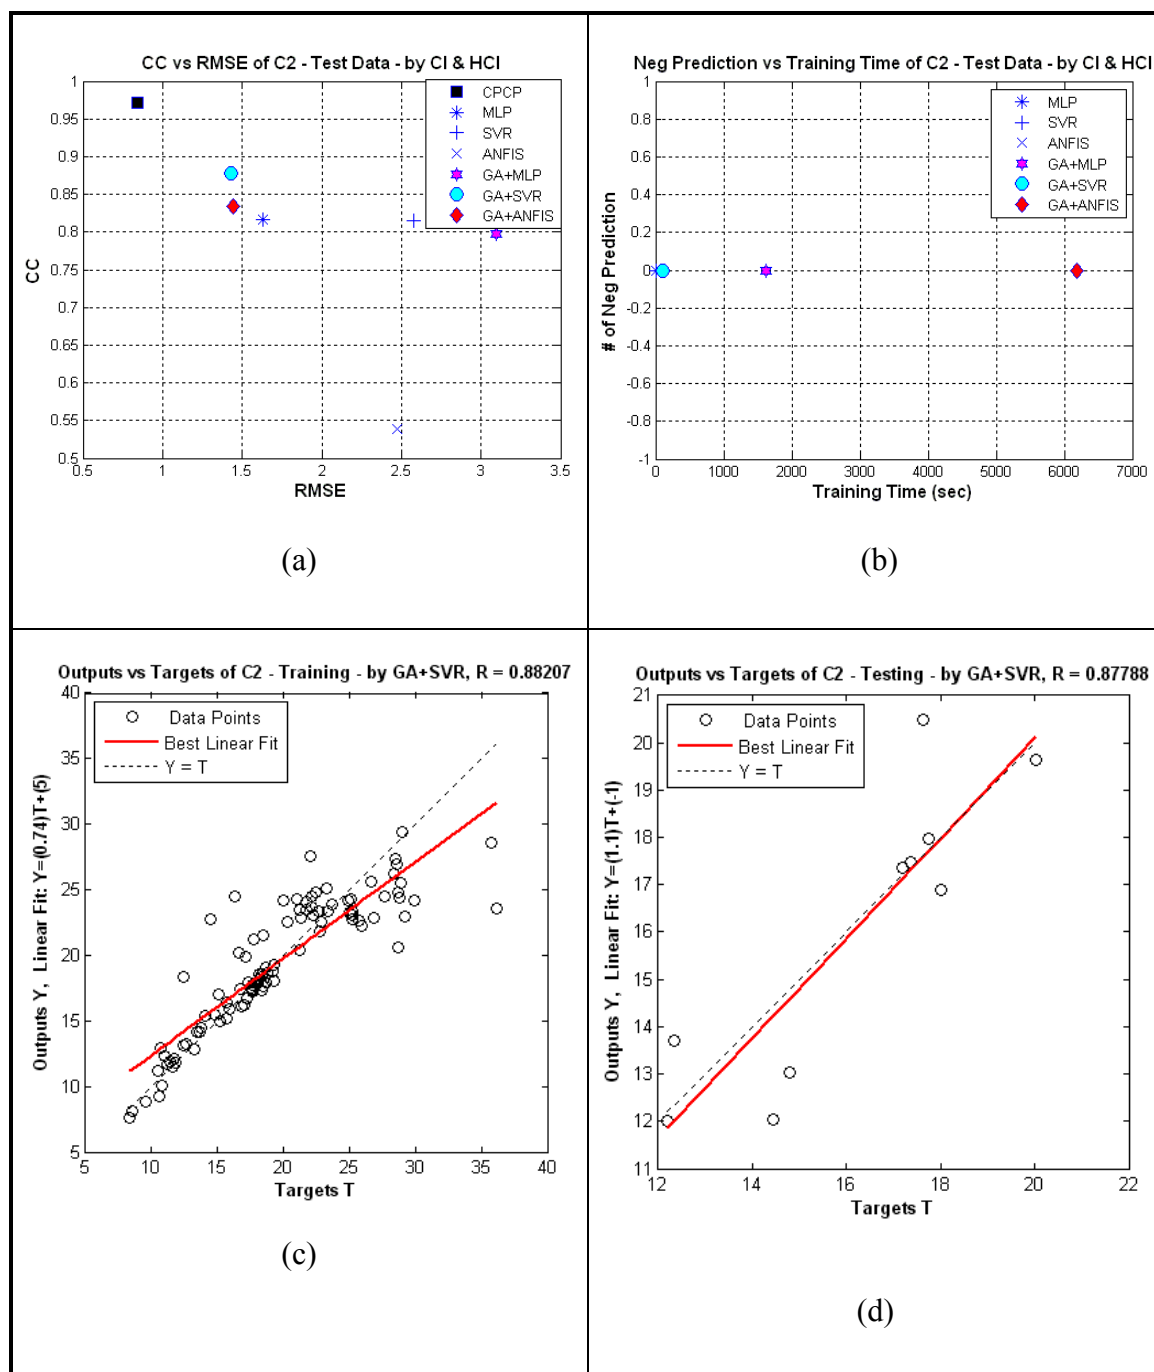 CC vs RMSE of C2 - Test Data - by CI & HCI
CPCP
MLP
SVR
ANFIS
GA+MLP
GA+SVR
GA+ANFIS
1
0.95
0.9
0.85
0.8
0.75
0.7
0.65
0.6
0.55
0.5
CC
0.5 1 1.5 2 2.5 3 3.5
RMSE
(a)
Neg Prediction vs Training Time of C2 - Test Data - by CI & HCI
MLP
SVR
ANFIS
GA+MLP
GA+SVR
GA+ANFIS
1
0.8
0.6
0.4
0.2
0
-0.2
-0.4
-0.6
-0.8
-1
# of Neg Prediction
0 1000 2000 3000 4000 5000 6000 7000
Training Time (sec)
(b)
Outputs vs Targets of C2 - Training - by GA+SVR, R = 0.88207
Data Points
Best Linear Fit
Y = T
40
35
30
25
20
15
10
5
Outputs Y, Linear Fit: Y=(0.74)T+(5)
5 10 15 20 25 30 35 40
Targets T
(c)
Outputs vs Targets of C2 - Testing - by GA+SVR, R = 0.87788
Data Points
Best Linear Fit
Y = T
21
20
19
18
17
16
15
14
13
12
11
Outputs Y, Linear Fit: Y=(1.1)T+(-1)
12 14 16 18 20 22
Targets T
(d)